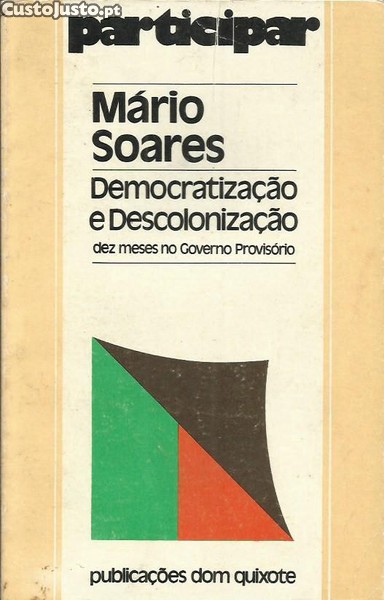 CustoJusto.pt
participar
Mário
Soares
Democratização
e Descolonização
dez meses no Governo Provisório
publicações dom quixote